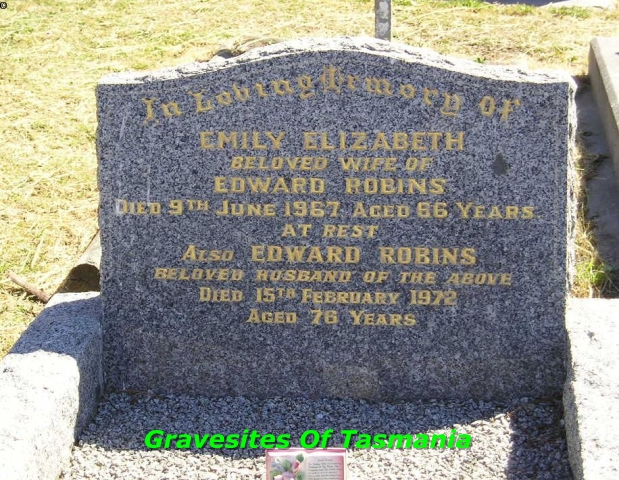 In Loving Memory Of
EMILY ELIZABETH
BELOVED WIFE OF
EDWARD ROBINS
DIED 9TH JUNE 1967 AGED 66 YEARS.
AT REST
ALSO EDWARD ROBINS
BELOVED HUSBAND OF THE ABOVE
DIED 15TH FEBRUARY 1972
AGED 76 YEARS
Gravesites Of Tasmania